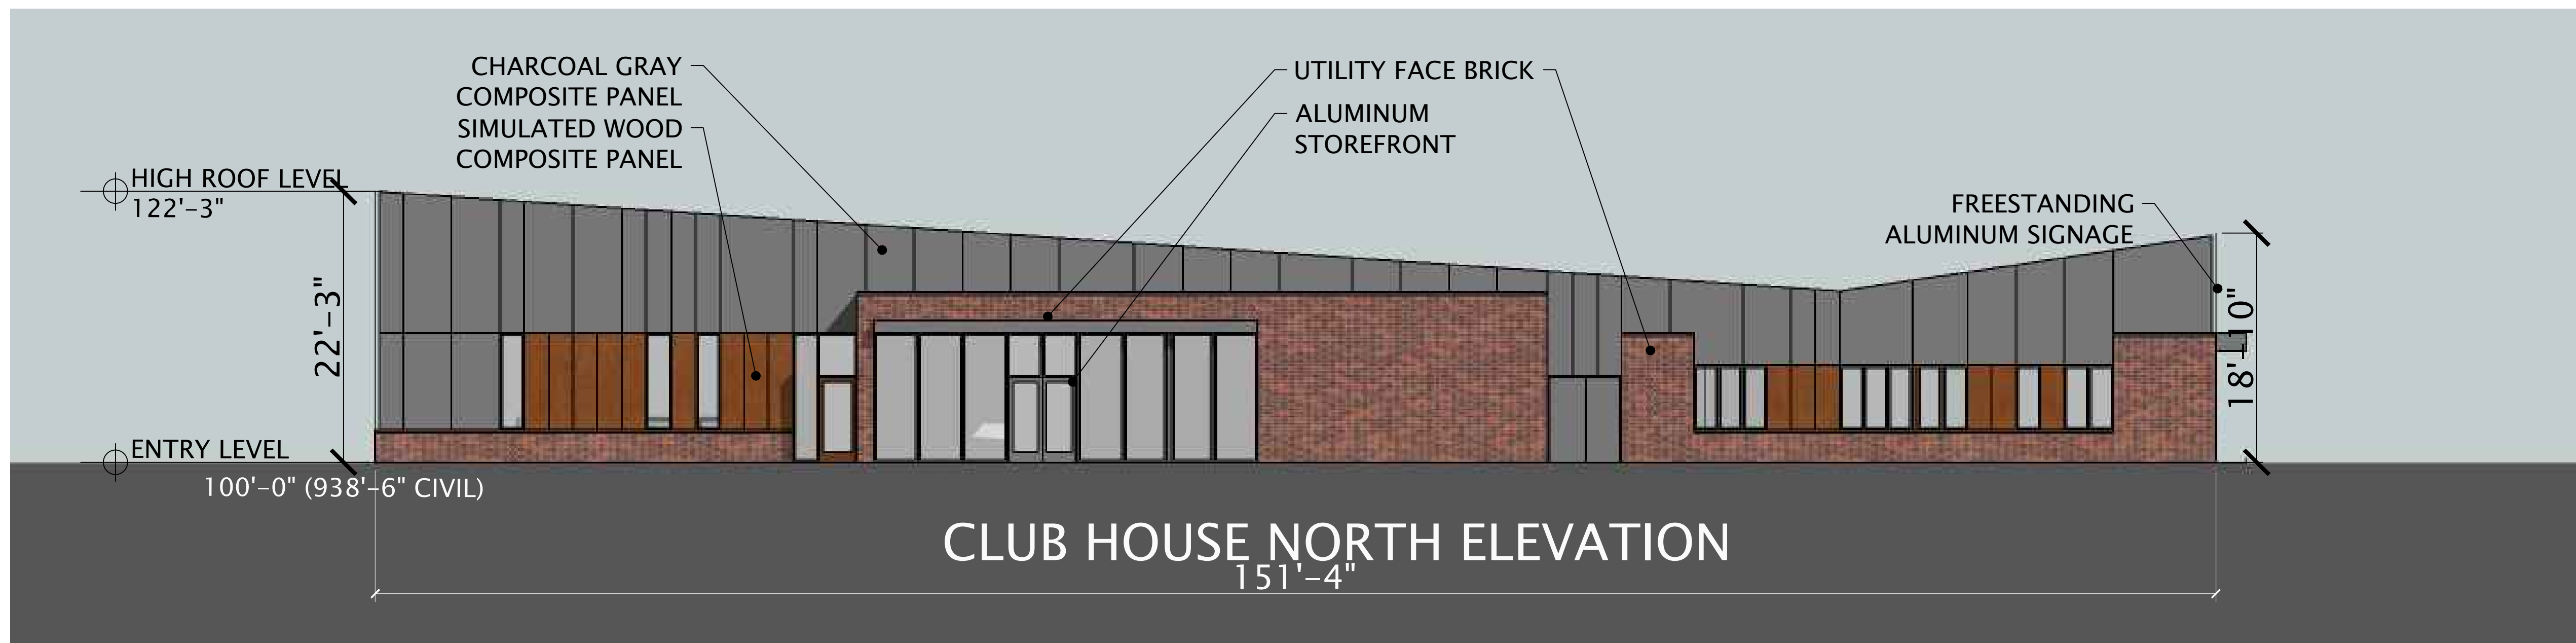 CHARCOAL GRAY
COMPOSITE PANEL
SIMULATED WOOD
COMPOSITE PANEL
UTILITY FACE BRICK
ALUMINUM
STOREFRONT
HIGH ROOF LEVEL
122'-3"
FREESTANDING
ALUMINUM SIGNAGE
22'-3"
18'-10"
ENTRY LEVEL
100'-0" (938'-6" CIVIL)
CLUB HOUSE NORTH ELEVATION
151'-4"